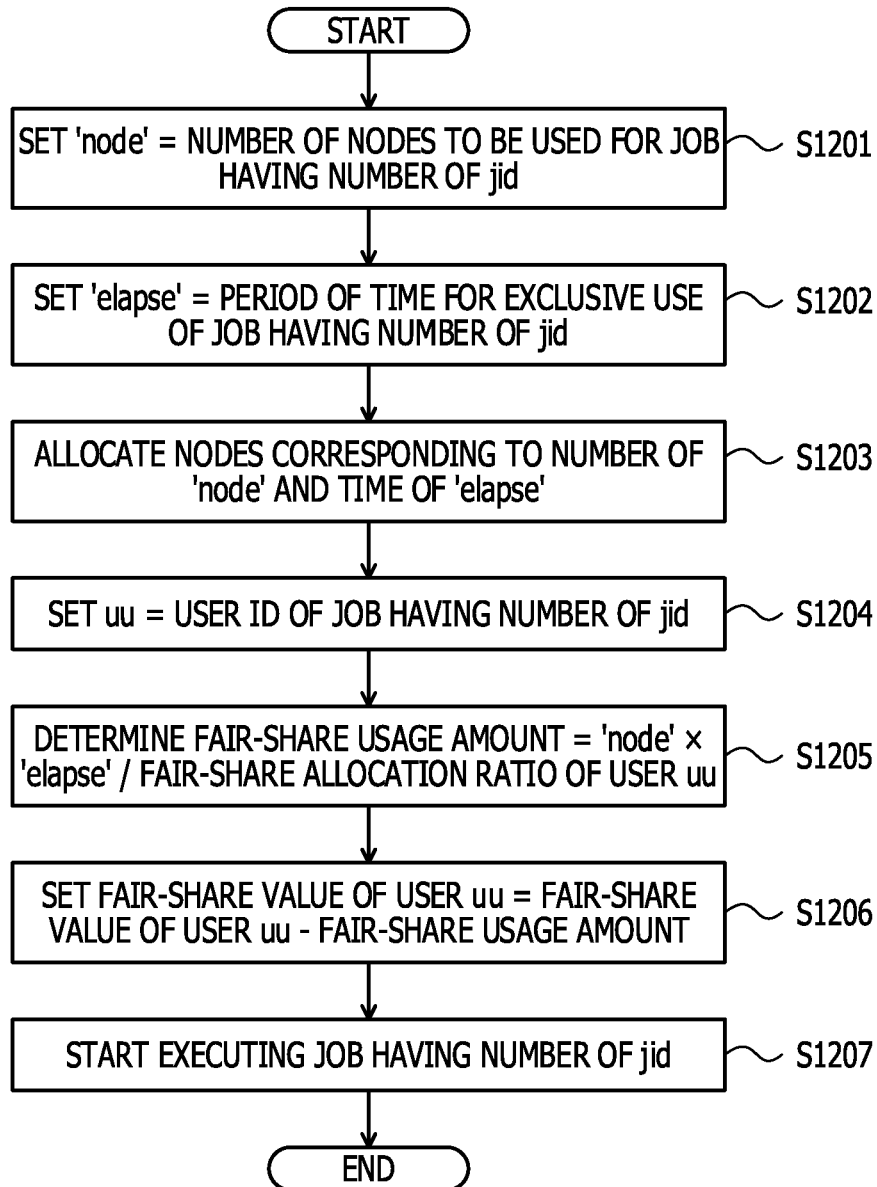 START
SET 'node' = NUMBER OF NODES TO BE USED FOR JOB
HAVING NUMBER OF jid
S1201
SET 'elapse' = PERIOD OF TIME FOR EXCLUSIVE USE
OF JOB HAVING NUMBER OF jid
S1202
ALLOCATE NODES CORRESPONDING TO NUMBER OF
'node' AND TIME OF 'elapse'
S1203
SET uu = USER ID OF JOB HAVING NUMBER OF jid
S1204
DETERMINE FAIR-SHARE USAGE AMOUNT = 'node' ×
'elapse' / FAIR-SHARE ALLOCATION RATIO OF USER uu
S1205
SET FAIR-SHARE VALUE OF USER uu = FAIR-SHARE
VALUE OF USER uu - FAIR-SHARE USAGE AMOUNT
S1206
START EXECUTING JOB HAVING NUMBER OF jid
S1207
END